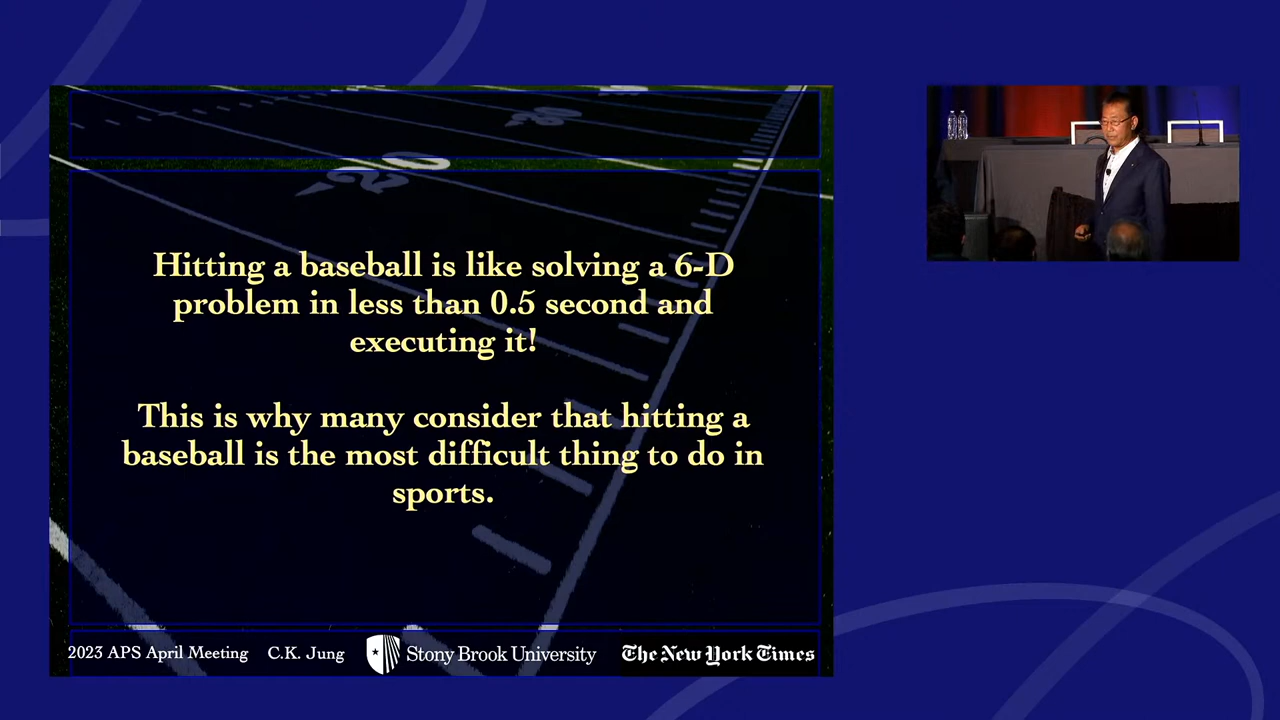 Hitting a baseball is like solving a 6-D
problem in less than 0.5 second and
executing it!
This is why many consider that hitting a
baseball is the most difficult thing to do in
sports.
2023 APS April Meeting C.K. Jung Stony Brook University The New York Times